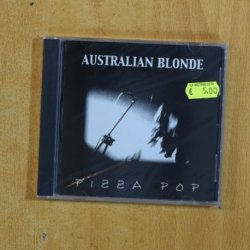 AUSTRALIAN BLONDE
€ 5,00
PIZZA POP